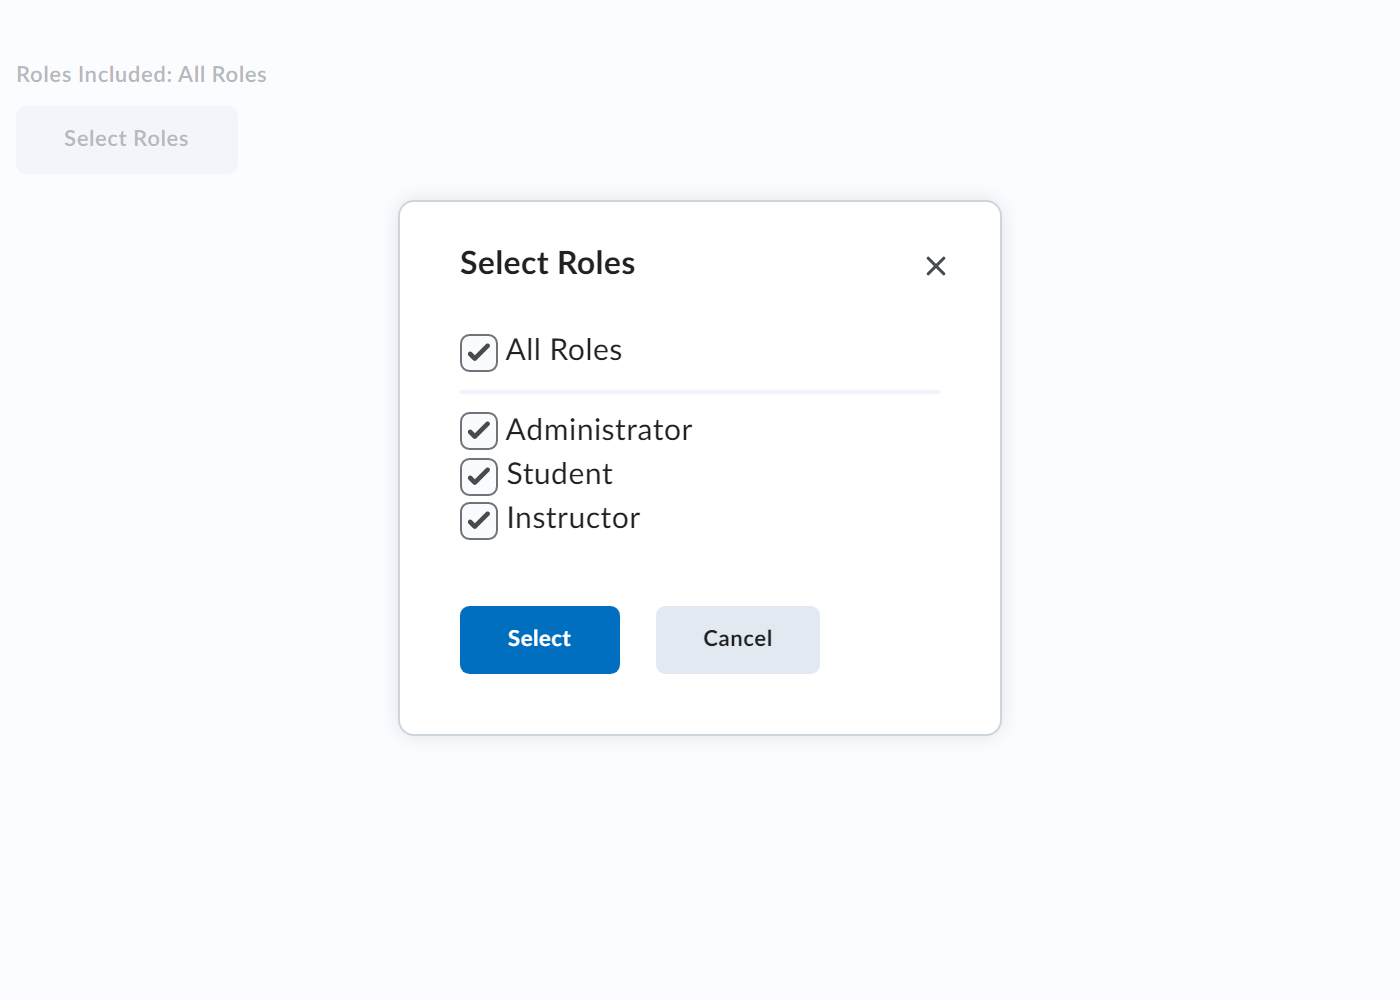 Roles Included: All Roles
Select Roles
Select Roles
All Roles
Administrator
Student
Instructor
Select
Cancel